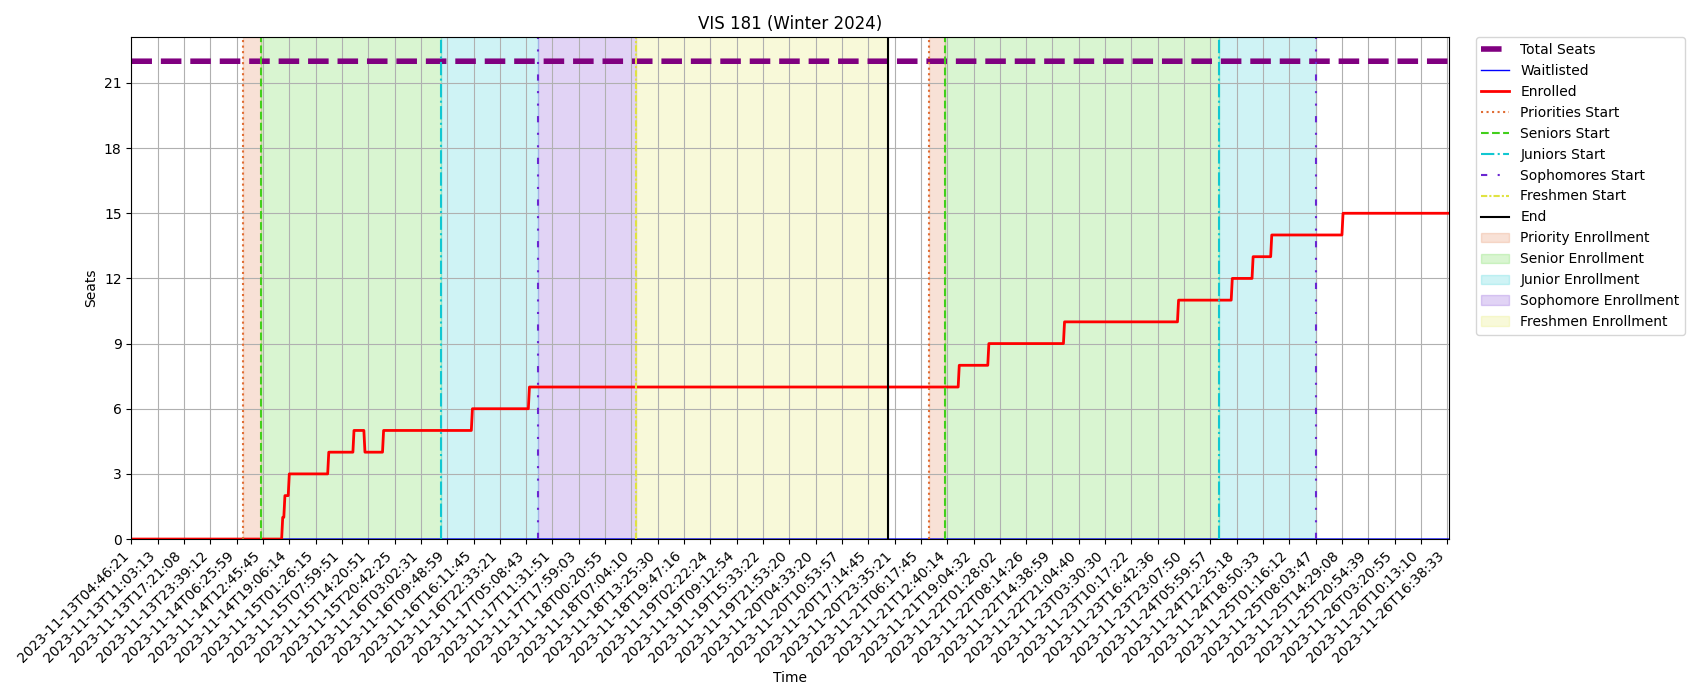 VIS 181 (Winter 2024)
Seats
21
18
15
12
9
6
3
0
2023-11-13T04:46:21
2023-11-13T11:03:13
2023-11-13T17:21:08
2023-11-13T23:39:12
2023-11-14T06:25:59
2023-11-14T12:45:45
2023-11-14T19:06:14
2023-11-15T01:26:15
2023-11-15T07:59:51
2023-11-15T14:20:51
2023-11-15T20:42:25
2023-11-16T03:02:31
2023-11-16T09:48:59
2023-11-16T16:11:45
2023-11-16T22:33:21
2023-11-17T05:08:43
2023-11-17T11:31:51
2023-11-17T17:59:03
2023-11-18T00:20:55
2023-11-18T07:04:10
2023-11-18T13:25:30
2023-11-18T19:47:16
2023-11-19T02:22:24
2023-11-19T09:12:54
2023-11-19T15:33:22
2023-11-19T21:53:20
2023-11-20T04:33:20
2023-11-20T10:53:57
2023-11-20T17:14:45
2023-11-20T23:35:21
2023-11-21T06:17:45
2023-11-21T12:40:14
2023-11-21T19:04:32
2023-11-22T01:28:02
2023-11-22T08:14:26
2023-11-22T14:38:59
2023-11-22T21:04:40
2023-11-23T03:30:30
2023-11-23T10:17:22
2023-11-23T16:42:36
2023-11-23T23:07:50
2023-11-24T05:59:57
2023-11-24T12:25:18
2023-11-24T18:50:33
2023-11-25T01:16:12
2023-11-25T08:03:47
2023-11-25T14:29:08
2023-11-25T20:54:39
2023-11-26T03:20:55
2023-11-26T10:13:10
2023-11-26T16:38:33
Time
Total Seats
Waitlisted
Enrolled
Priorities Start
Seniors Start
Juniors Start
Sophomores Start
Freshmen Start
End
Priority Enrollment
Senior Enrollment
Junior Enrollment
Sophomore Enrollment
Freshmen Enrollment